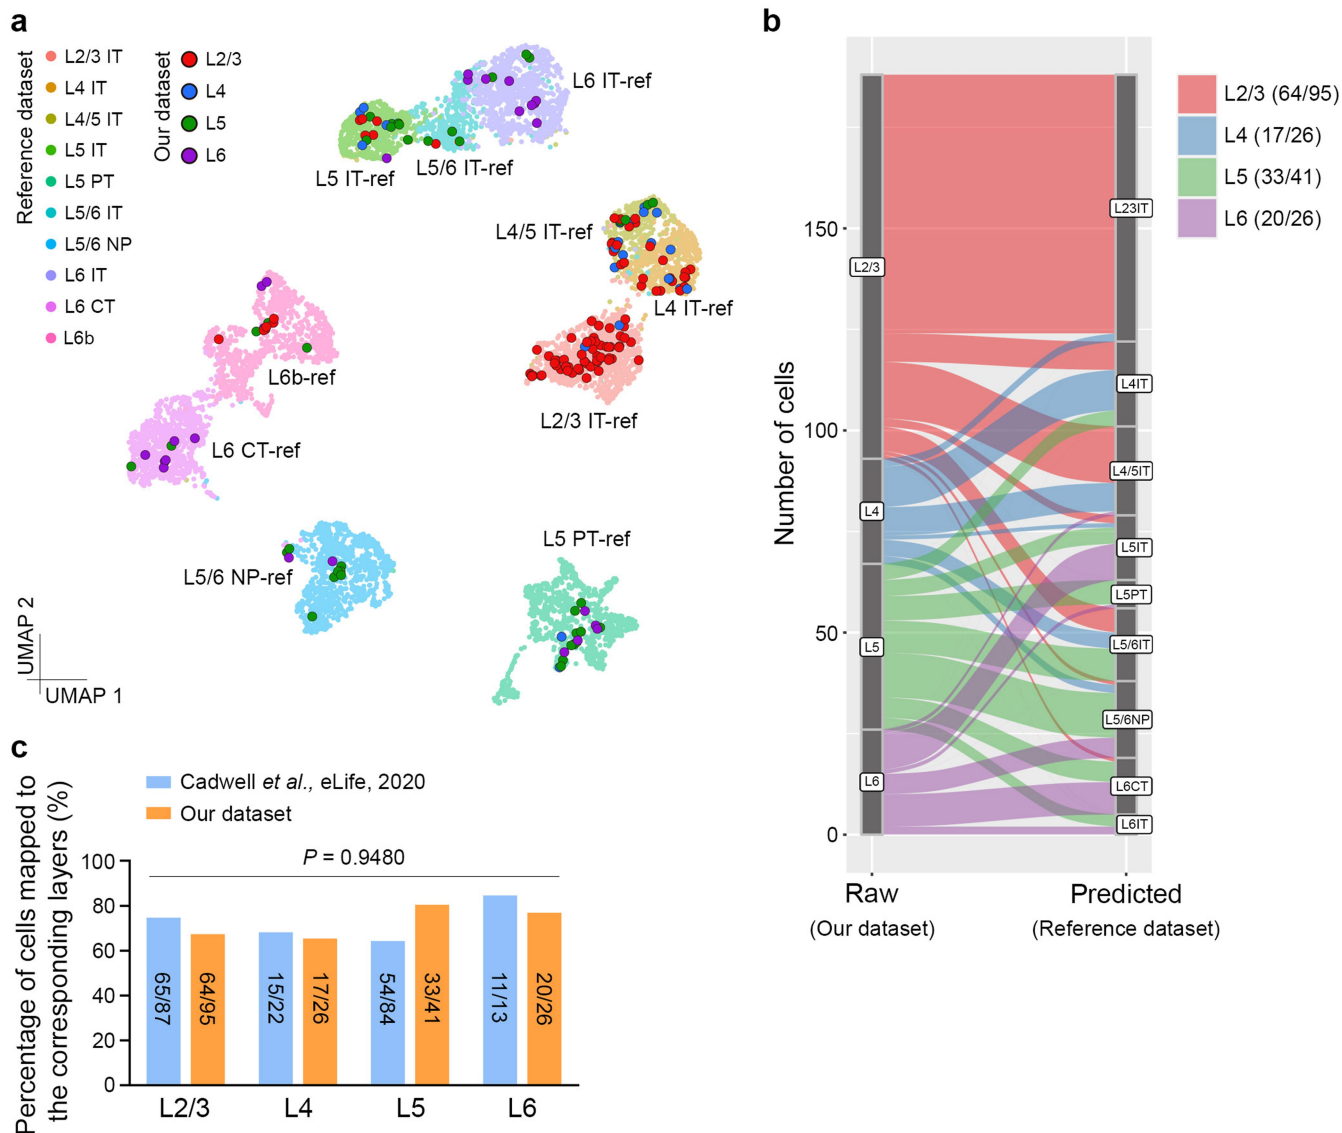 a
Reference dataset
L2/3 IT
L4 IT
L4/5 IT
L5 IT
L5 PT
L5/6 IT
L5/6 NP
L6 IT
L6 CT
L6b
Our dataset
L2/3
L4
L5
L6
L6 IT-ref
L5 IT-ref
L5/6 IT-ref
L4/5 IT-ref
L4 IT-ref
L2/3 IT-ref
L6b-ref
L6 CT-ref
L5/6 NP-ref
L5 PT-ref
UMAP 2
UMAP 1
b
Number of cells
150
100
50
0
L2/3
L4
L5
L6
L23IT
L4IT
L4/5IT
L5IT
L5PT
L5/6IT
L5/6NP
L6CT
L6IT
Raw
(Our dataset)
Predicted
(Reference dataset)
L2/3 (64/95)
L4 (17/26)
L5 (33/41)
L6 (20/26)
c
Cadwell et al., eLife, 2020
Our dataset
Percentage of cells mapped to
the corresponding layers (%)
P = 0.9480
100
80
60
40
20
0
65/87
64/95
15/22
17/26
54/84
33/41
11/13
20/26
L2/3
L4
L5
L6